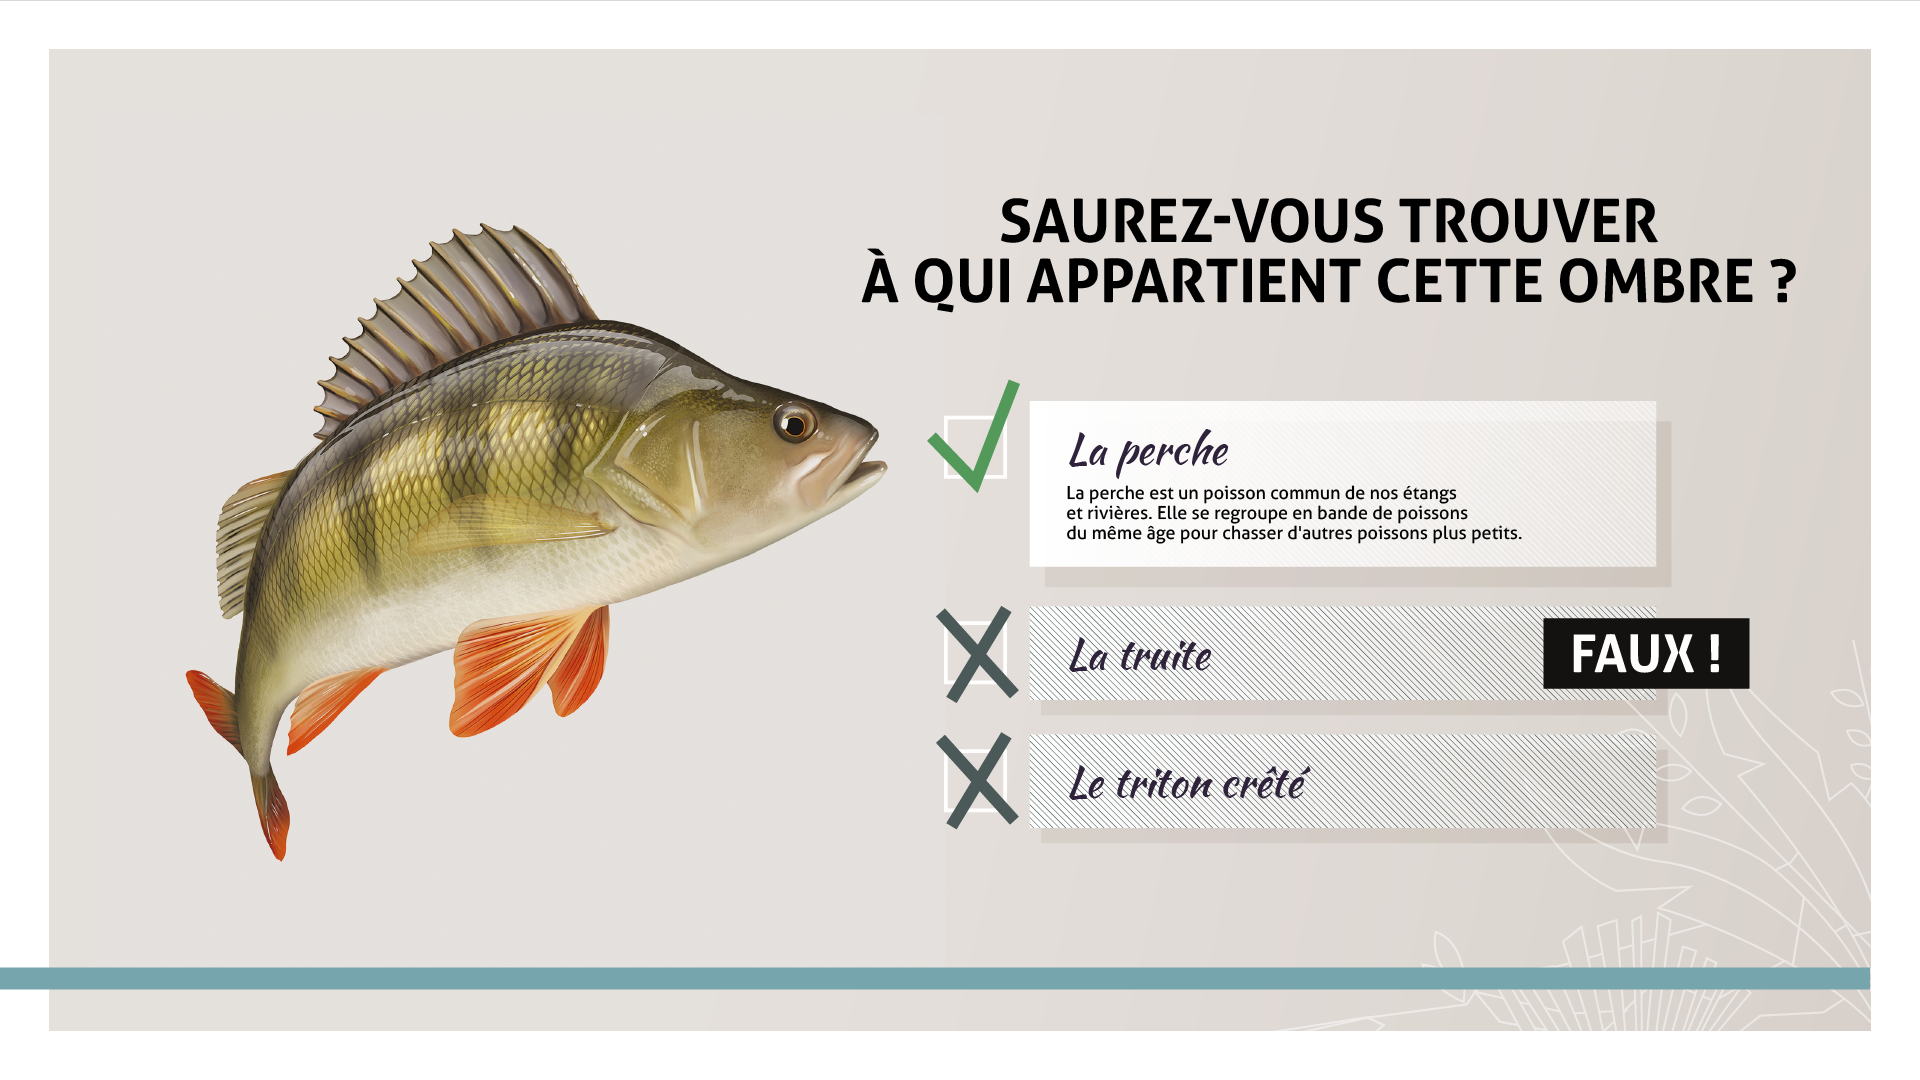 SAUREZ-VOUS TROUVER
À QUI APPARTIENT CETTE OMBRE ?
La perche
La perche est un poisson commun de nos étangs
et rivières. Elle se regroupe en bande de poissons
du même âge pour chasser d'autres poissons plus petits.
La truite
FAUX !
Le triton crêté